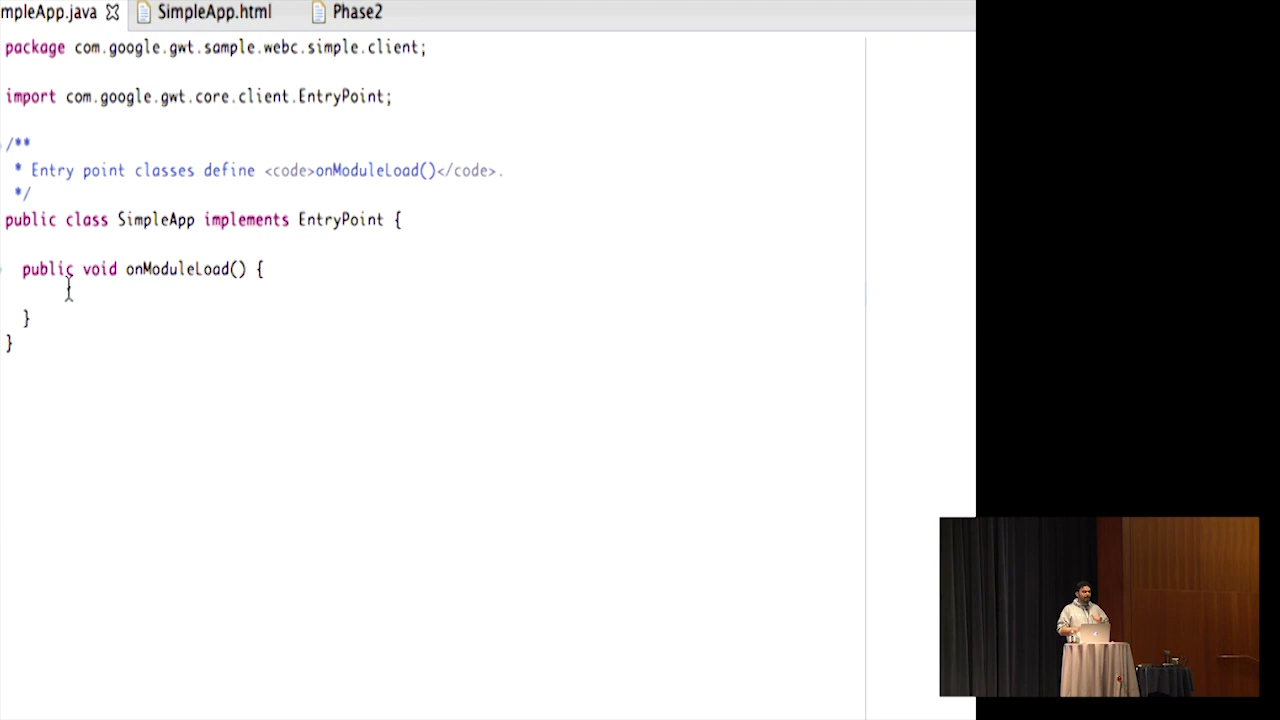 mpleApp.java SimpleApp.html Phase2
package com.google.gwt.sample.webc.simple.client;
import com.google.gwt.core.client.EntryPoint;
/**
* Entry point classes define <code>onModuleLoad()</code>.
*/
public class SimpleApp implements EntryPoint {
public void onModuleLoad() {
}
}